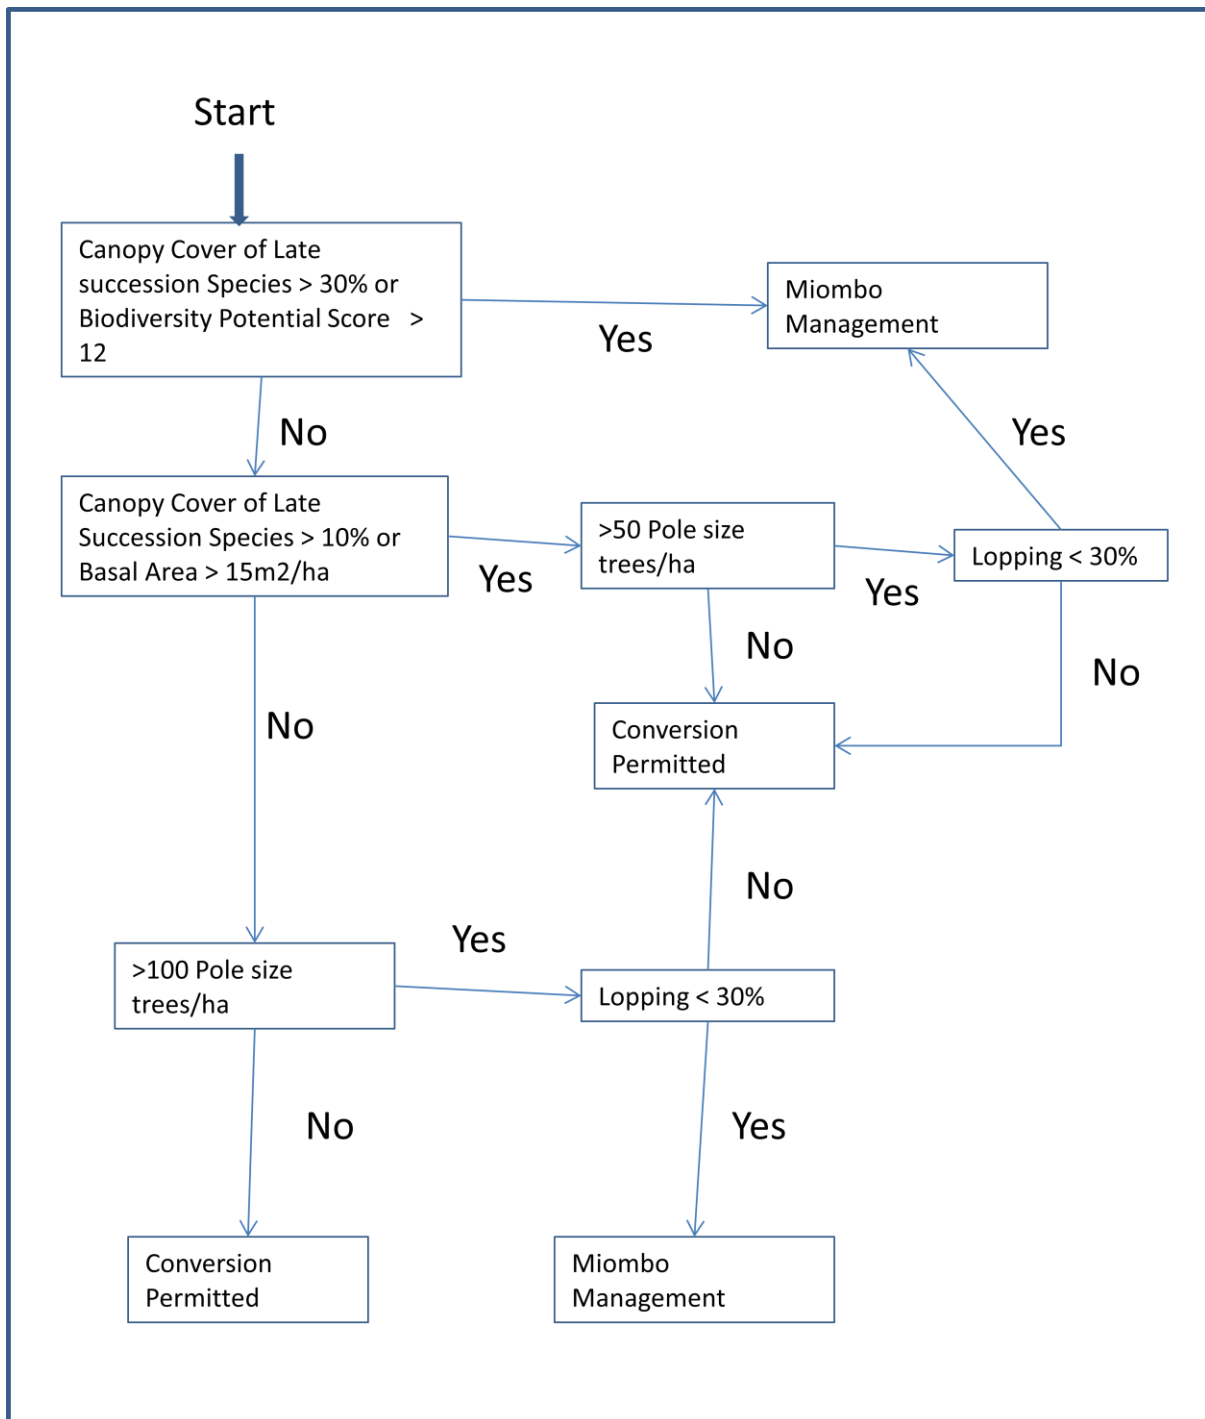 Start
Canopy Cover of Late
succession Species > 30% or
Biodiversity Potential Score >
12
Yes
Miombo
Management
No
Yes
Canopy Cover of Late
Succession Species > 10% or
Basal Area > 15m2/ha
Yes
>50 Pole size
trees/ha
Yes
Lopping < 30%
No
No
No
Conversion
Permitted
No
Yes
>100 Pole size
trees/ha
Lopping < 30%
No
Yes
Conversion
Permitted
Miombo
Management